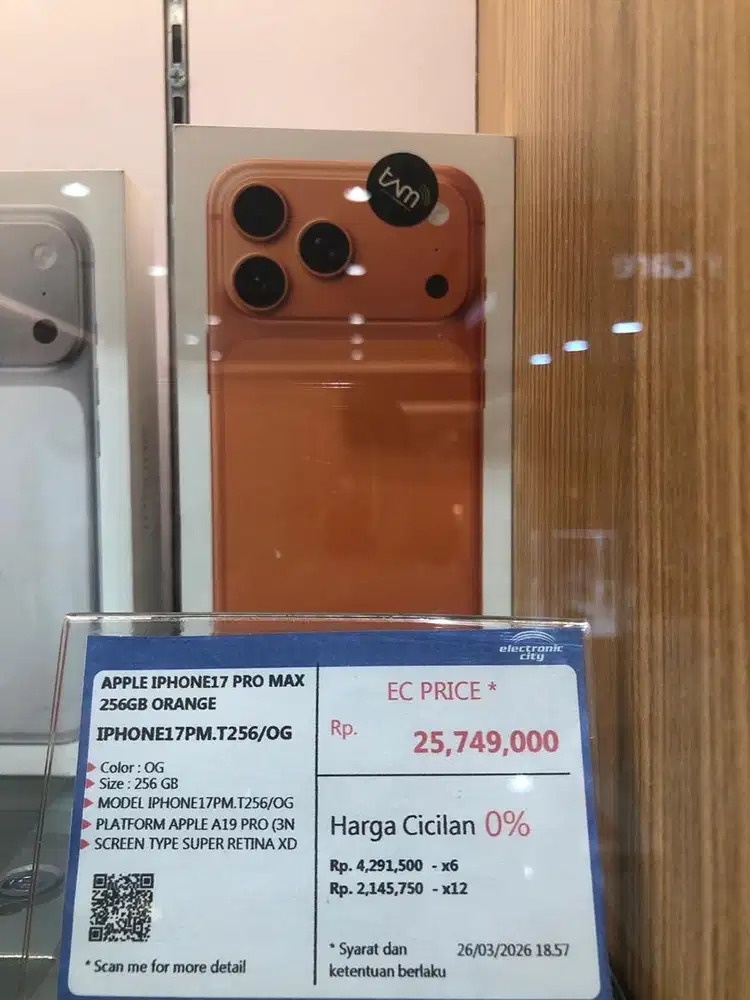 tam
electronic
city
APPLE IPHONE17 PRO MAX
256GB ORANGE
IPHONE17PM.T256/OG
Color : OG
Size : 256 GB
MODEL IPHONE17PM.T256/OG
PLATFORM APPLE A19 PRO (3N
SCREEN TYPE SUPER RETINA XD
* Scan me for more detail
EC PRICE *
Rp. 25,749,000
Harga Cicilan 0%
Rp. 4,291,500 - x6
Rp. 2,145,750 - x12
* Syarat dan
ketentuan berlaku
26/03/2026 18.57